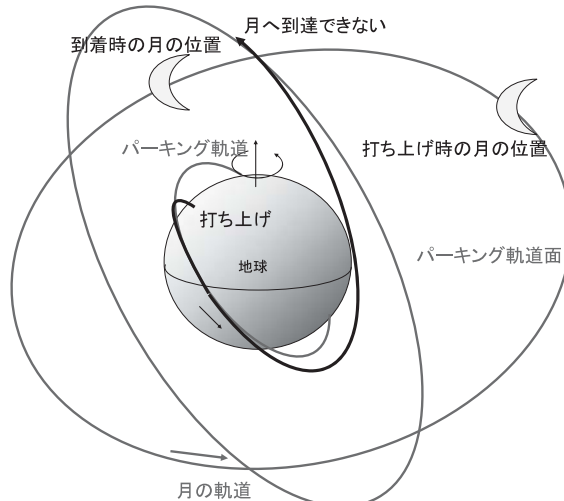 月へ到達できない
到着時の月の位置
打ち上げ時の月の位置
パーキング軌道
打ち上げ
パーキング軌道面
地球
月の軌道